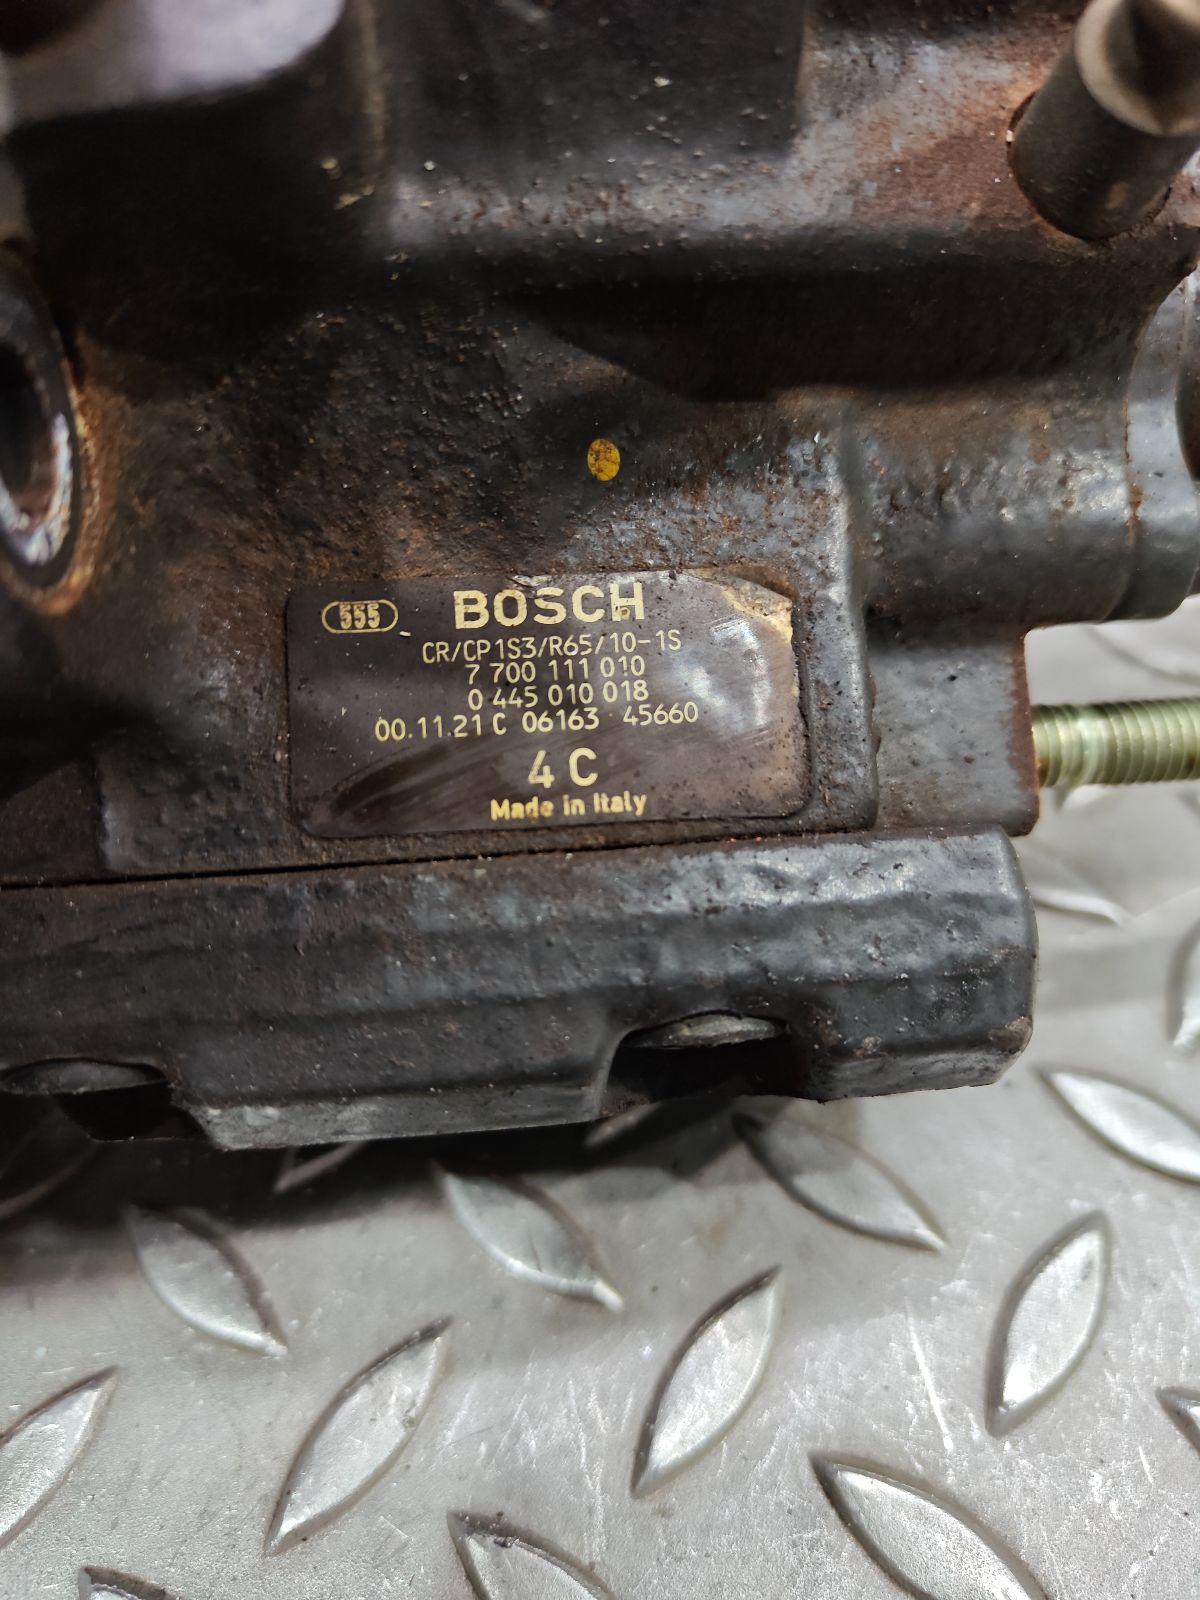 555 BOSCH
CR/CP1S3/R65/10-1S
7 700 111 010
0 445 010 018
00.11.21 C 06163 45660
4 C
Made in Italy